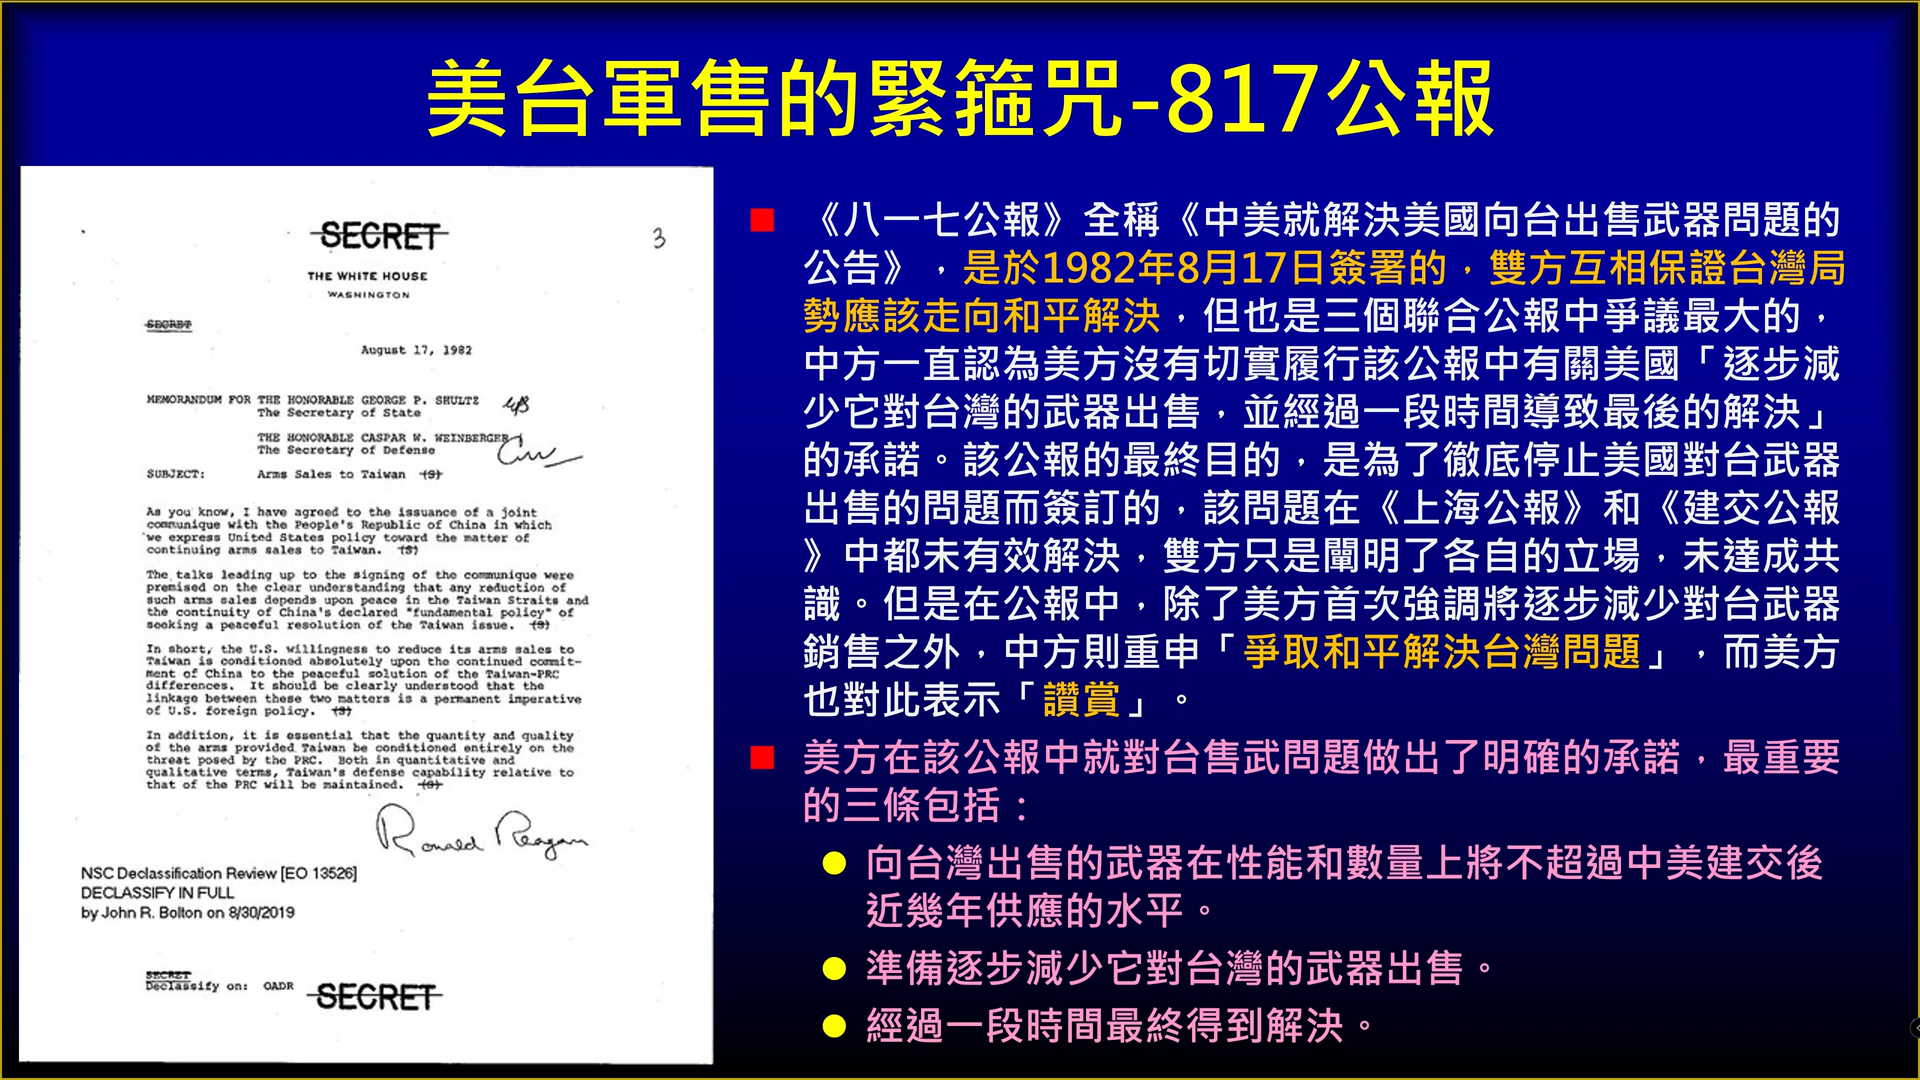 美台軍售的緊箍咒-817公報
SECRET
3
THE WHITE HOUSE
WASHINGTON
SECRET
August 17, 1982
MEMORANDUM FOR THE HONORABLE GEORGE P. SHULTZ
The Secretary of State
THE HONORABLE CASPAR W. WEINBERGER
The Secretary of Defense
SUBJECT: Arms Sales to Taiwan (S)
As you know, I have agreed to the issuance of a joint
communique with the People's Republic of China in which
we express United States policy toward the matter of
continuing arms sales to Taiwan. (S)
The talks leading up to the signing of the communique were
premised on the clear understanding that any reduction of
such arms sales depends upon peace in the Taiwan Straits and
the continuity of China's declared "fundamental policy" of
seeking a peaceful resolution of the Taiwan issue. (S)
In short, the U.S. willingness to reduce its arms sales to
Taiwan is conditioned absolutely upon the continued commit-
ment of China to the peaceful solution of the Taiwan-PRC
differences. It should be clearly understood that the
linkage between these two matters is a permanent imperative
of U.S. foreign policy. (S)
In addition, it is essential that the quantity and quality
of the arms provided Taiwan be conditioned entirely on the
threat posed by the PRC. Both in quantitative and
qualitative terms, Taiwan's defense capability relative to
that of the PRC will be maintained. (S)
Ronald Reagan
NSC Declassification Review [EO 13526]
DECLASSIFY IN FULL
by John R. Bolton on 8/30/2019
SECRET
Declassify on: OADR
SECRET
《八一七公報》全稱《中美就解決美國向台出售武器問題的
公告》，是於1982年8月17日簽署的，雙方互相保證台灣局
勢應該走向和平解決，但也是三個聯合公報中爭議最大的，
中方一直認為美方沒有切實履行該公報中有關美國「逐步減
少它對台灣的武器出售，並經過一段時間導致最後的解決」
的承諾。該公報的最終目的，是為了徹底停止美國對台武器
出售的問題而簽訂的，該問題在《上海公報》和《建交公報
》中都未有效解決，雙方只是闡明了各自的立場，未達成共
識。但是在公報中，除了美方首次強調將逐步減少對台武器
銷售之外，中方則重申「爭取和平解決台灣問題」，而美方
也對此表示「讚賞」。
美方在該公報中就對台售武問題做出了明確的承諾，最重要
的三條包括：
向台灣出售的武器在性能和數量上將不超過中美建交後
近幾年供應的水平。
準備逐步減少它對台灣的武器出售。
經過一段時間最終得到解決。